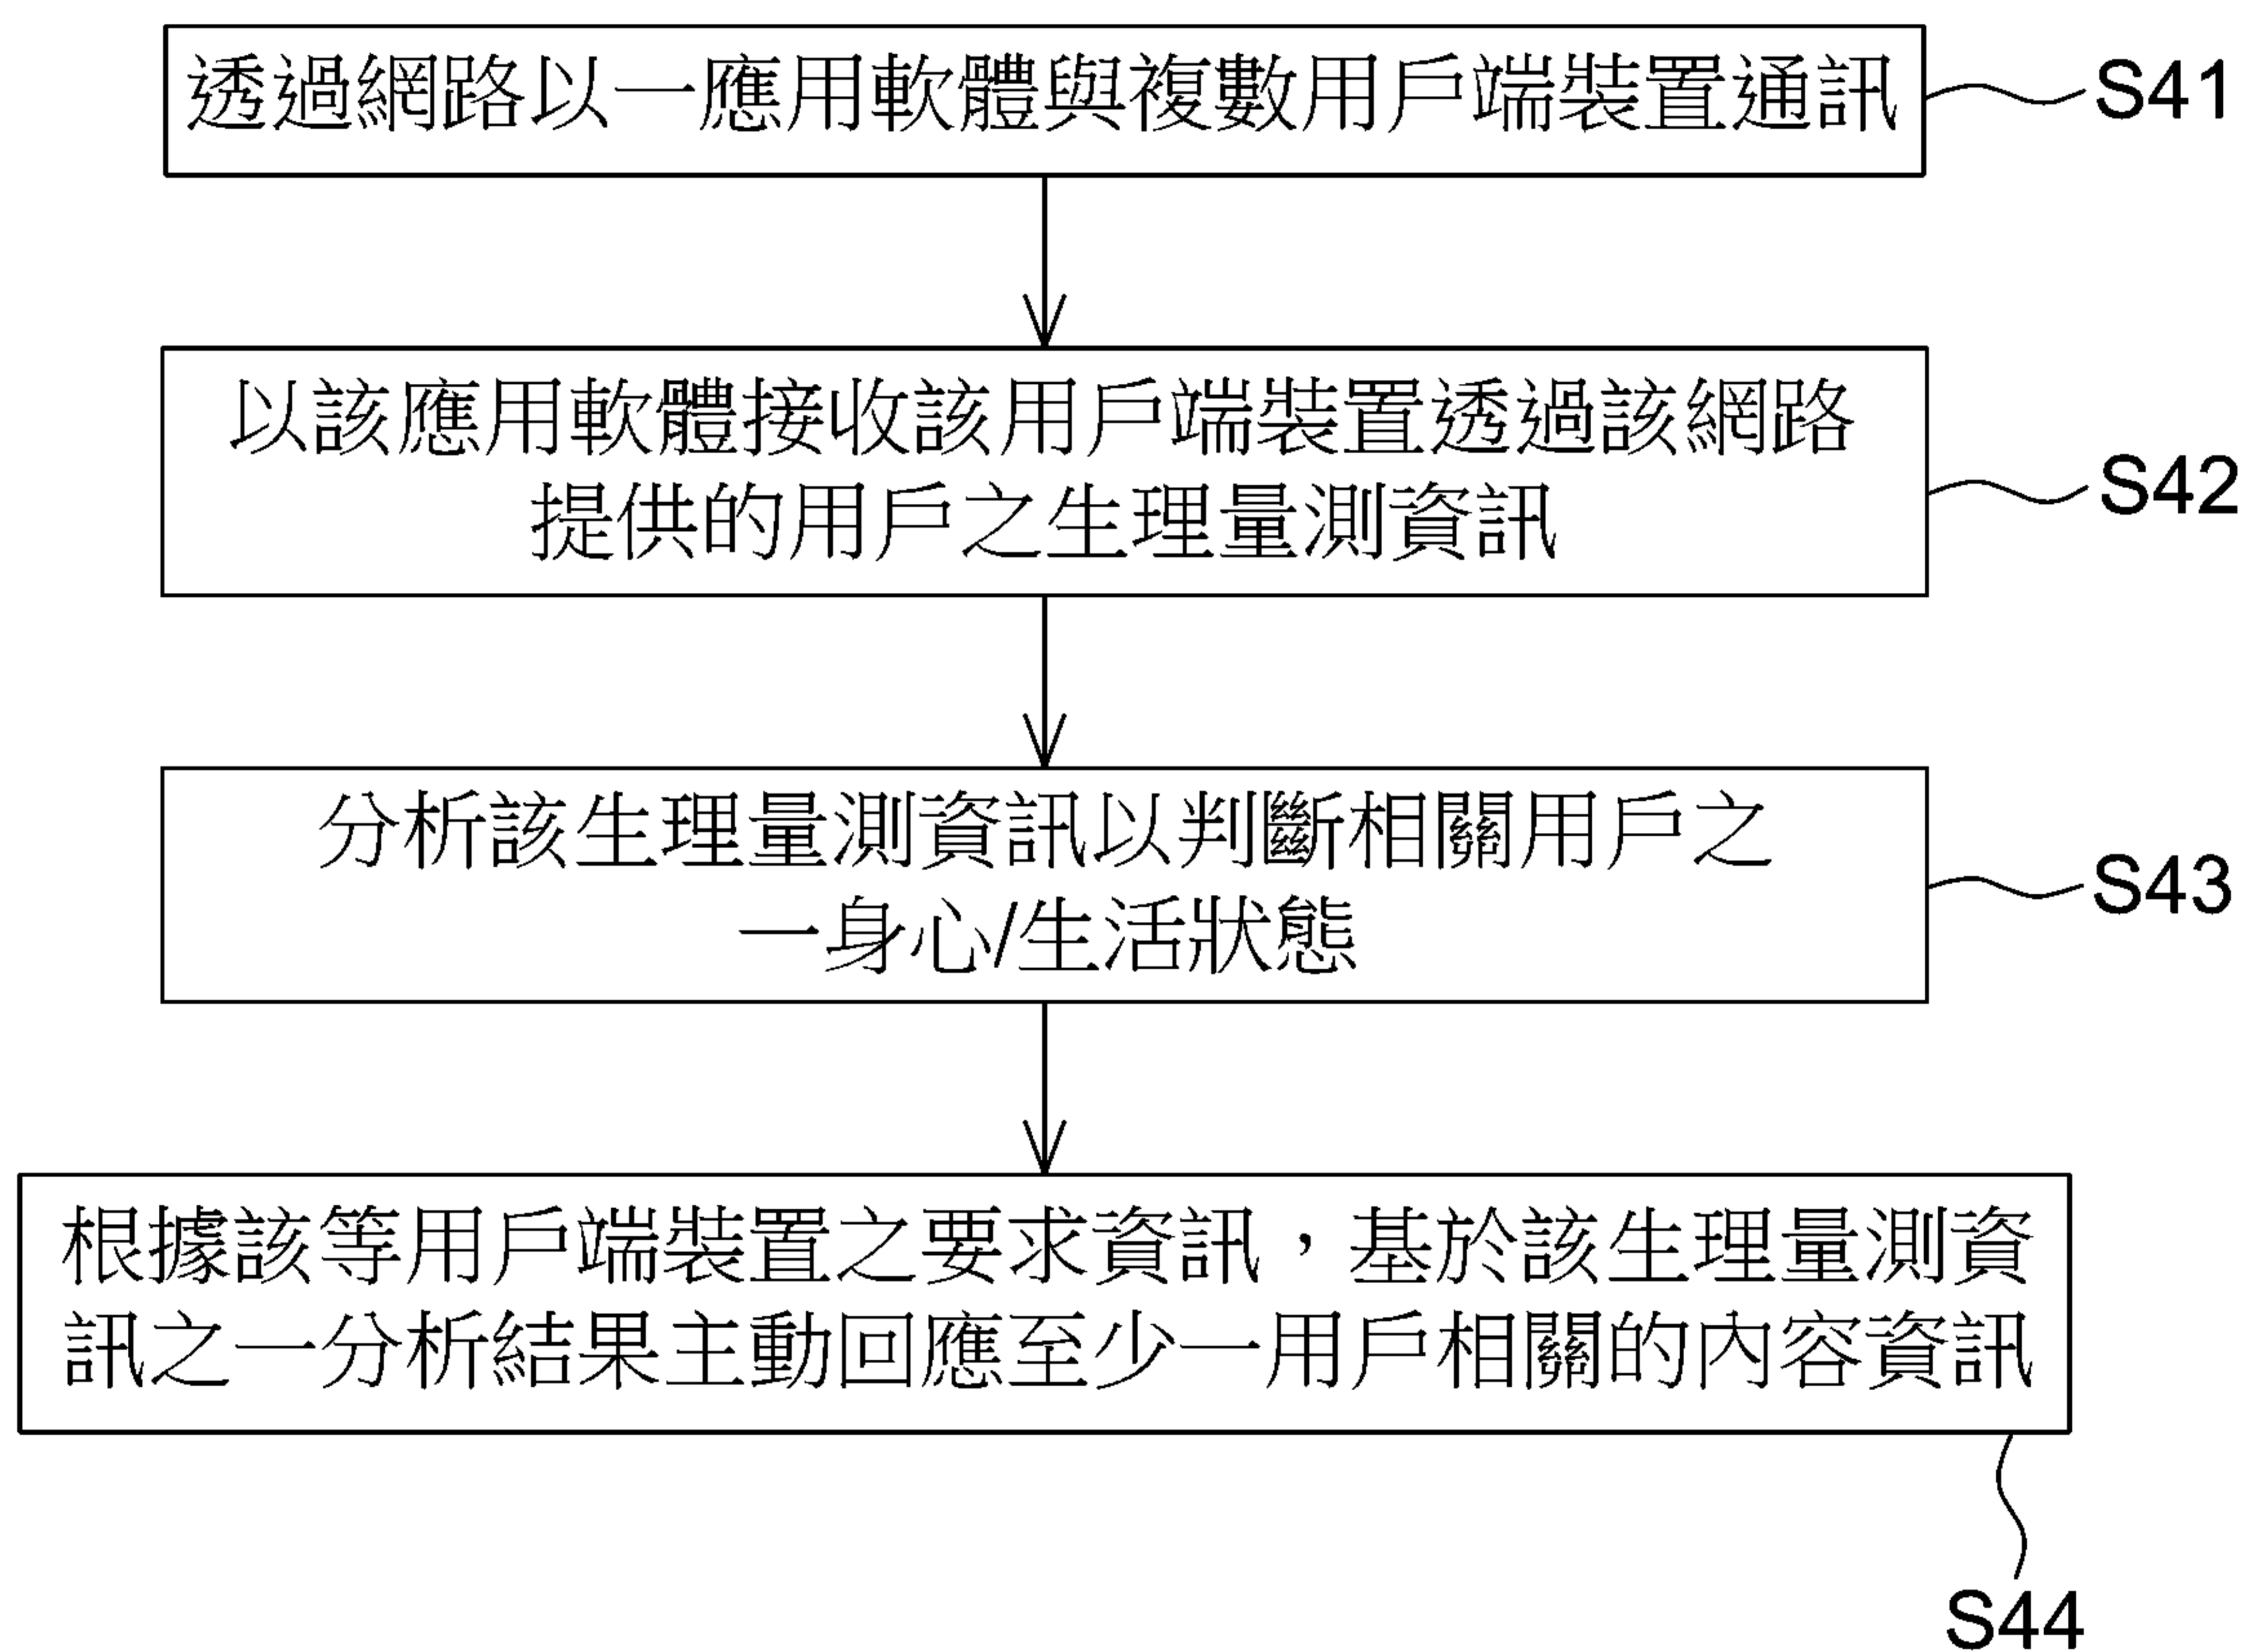 透過網路以一應用軟體與複數用戶端裝置通訊
S41
以該應用軟體接收該用戶端裝置透過該網路
提供的用戶之生理量測資訊
S42
分析該生理量測資訊以判斷相關用戶之
一身心/生活狀態
S43
根據該等用戶端裝置之要求資訊，基於該生理量測資
訊之一分析結果主動回應至少一用戶相關的內容資訊
S44